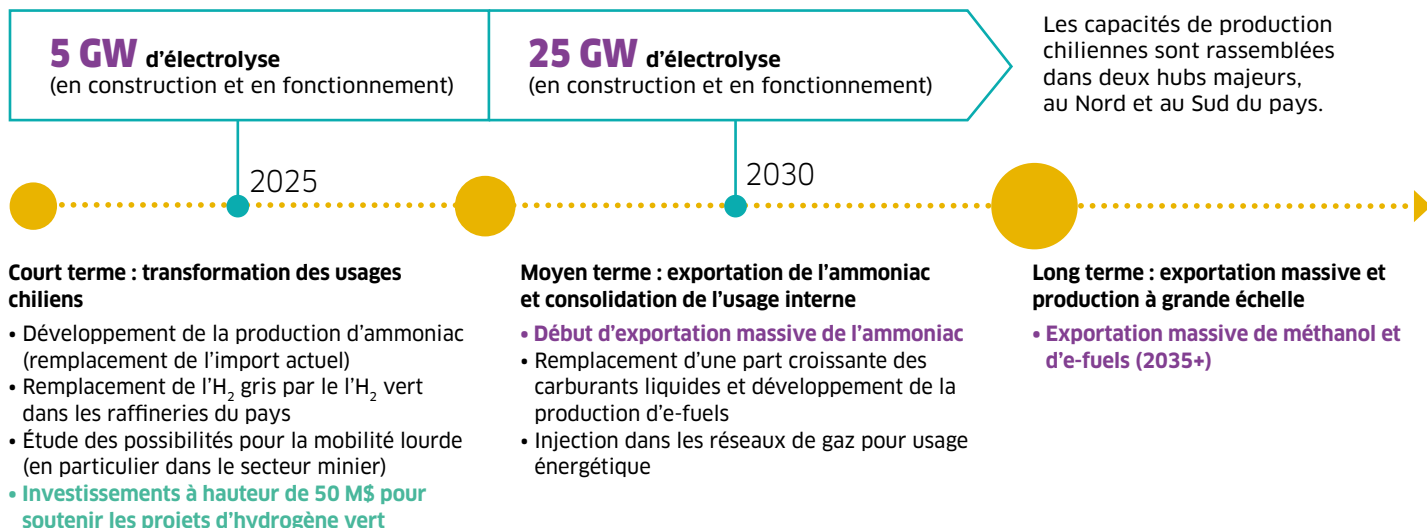 5 GW d'électrolyse
(en construction et en fonctionnement)
25 GW d'électrolyse
(en construction et en fonctionnement)
Les capacités de production
chiliennes sont rassemblées
dans deux hubs majeurs,
au Nord et au Sud du pays.
2025
2030
Court terme : transformation des usages
chiliens
• Développement de la production d'ammoniac
(remplacement de l'import actuel)
• Remplacement de l'H₂ gris par le l'H₂ vert
dans les raffineries du pays
• Étude des possibilités pour la mobilité lourde
(en particulier dans le secteur minier)
• Investissements à hauteur de 50 M$ pour
soutenir les projets d'hydrogène vert
Moyen terme : exportation de l'ammoniac
et consolidation de l'usage interne
• Début d'exportation massive de l'ammoniac
• Remplacement d'une part croissante des
carburants liquides et développement de la
production d'e-fuels
• Injection dans les réseaux de gaz pour usage
énergétique
Long terme : exportation massive et
production à grande échelle
• Exportation massive de méthanol et
d'e-fuels (2035+)